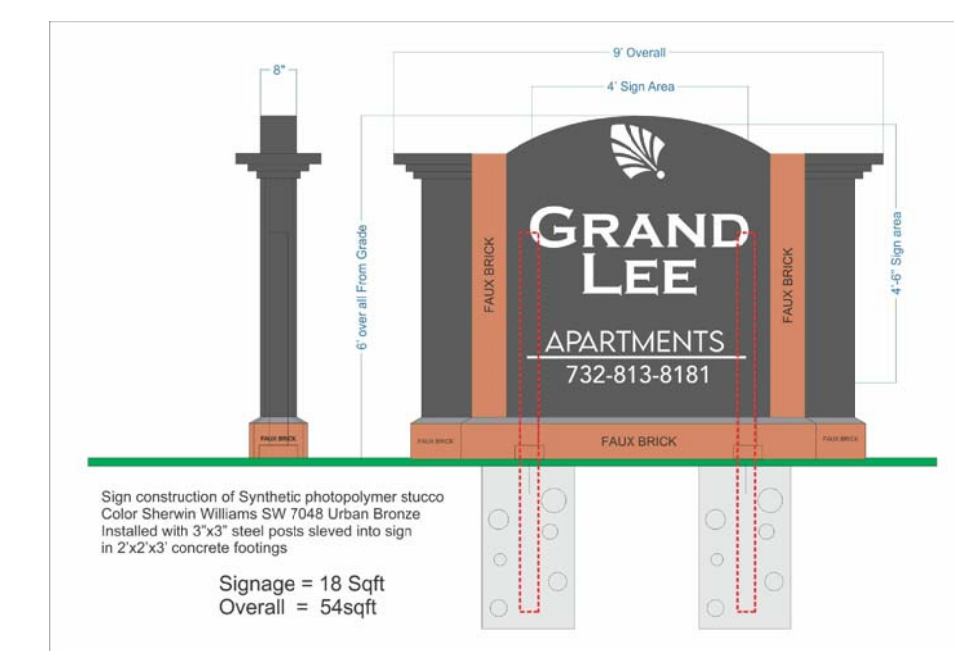 9' Overall
8"
4' Sign Area
6' over all From Grade
4'-6" Sign area
FAUX BRICK
FAUX BRICK
GRAND
LEE
APARTMENTS
732-813-8181
FAUX BRICK
FAUX BRICK
FAUX BRICK
FAUX BRICK
Sign construction of Synthetic photopolymer stucco
Color Sherwin Williams SW 7048 Urban Bronze
Installed with 3"x3" steel posts sleved into sign
in 2'x2'x3' concrete footings
Signage = 18 Sqft
Overall = 54sqft